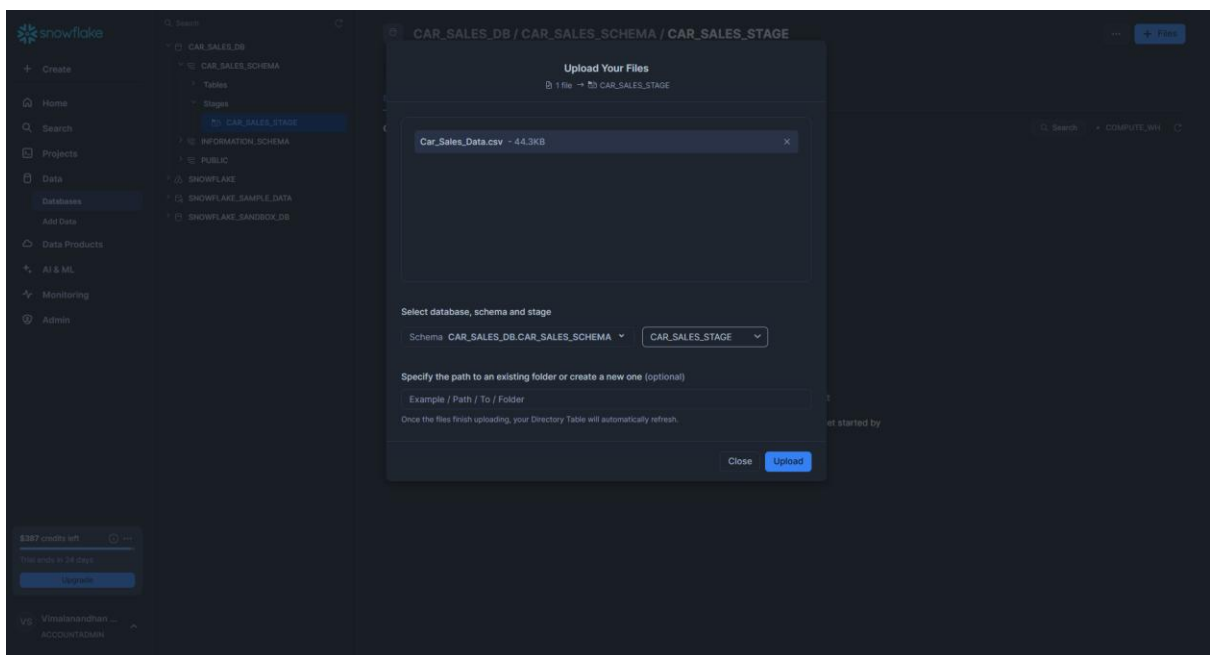 snowflake
+ Create
Home
Search
Projects
Data
Databases
Add Data
Data Products
AI & ML
Monitoring
Admin
$387 credits left
Upgrade
VS Vimalanandhan ...
ACCOUNTADMIN
Search
CAR_SALES_DB
CAR_SALES_SCHEMA
Tables
Stages
CAR_SALES_STAGE
INFORMATION_SCHEMA
PUBLIC
SNOWFLAKE
SNOWFLAKE_SAMPLE_DATA
SNOWFLAKE_SANDBOX_DB
CAR_SALES_DB / CAR_SALES_SCHEMA / CAR_SALES_STAGE
... + Files
Search COMPUTE_WH
Upload Your Files
1 file → CAR_SALES_STAGE
Car_Sales_Data.csv - 44.3KB
Select database, schema and stage
Schema CAR_SALES_DB.CAR_SALES_SCHEMA CAR_SALES_STAGE
Specify the path to an existing folder or create a new one (optional)
Example / Path / To / Folder
Once the files finish uploading, your Directory Table will automatically refresh.
started by
Close Upload